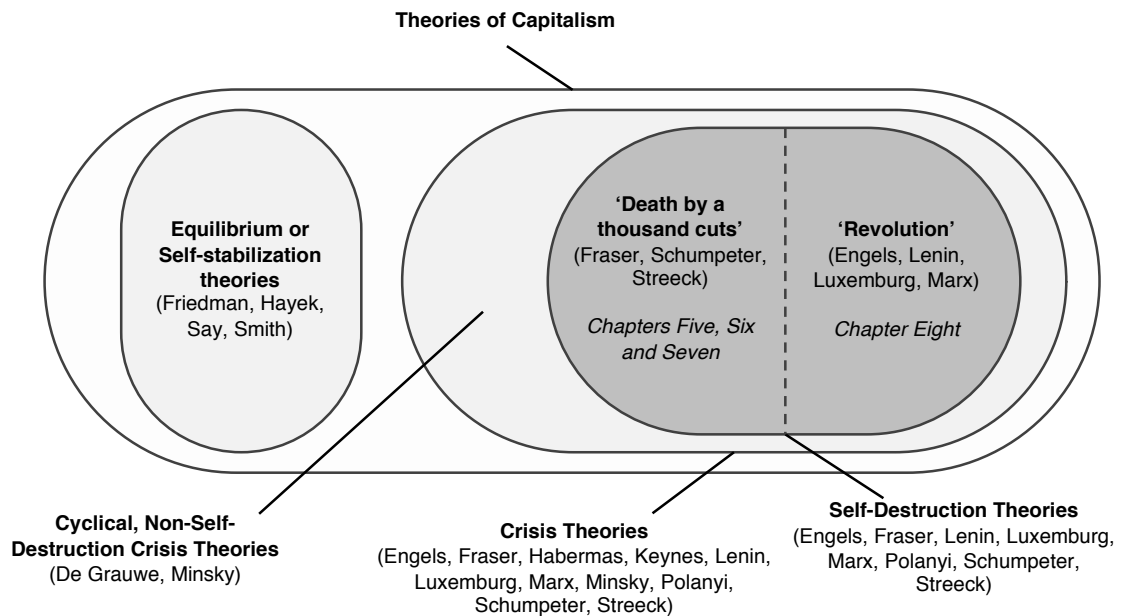 Theories of Capitalism
Equilibrium or
Self-stabilization
theories
(Friedman, Hayek,
Say, Smith)
‘Death by a
thousand cuts’
(Fraser, Schumpeter,
Streeck)
Chapters Five, Six
and Seven
‘Revolution’
(Engels, Lenin,
Luxemburg, Marx)
Chapter Eight
Cyclical, Non-Self-
Destruction Crisis Theories
(De Grauwe, Minsky)
Crisis Theories
(Engels, Fraser, Habermas, Keynes, Lenin,
Luxemburg, Marx, Minsky, Polanyi,
Schumpeter, Streeck)
Self-Destruction Theories
(Engels, Fraser, Lenin, Luxemburg,
Marx, Polanyi, Schumpeter,
Streeck)